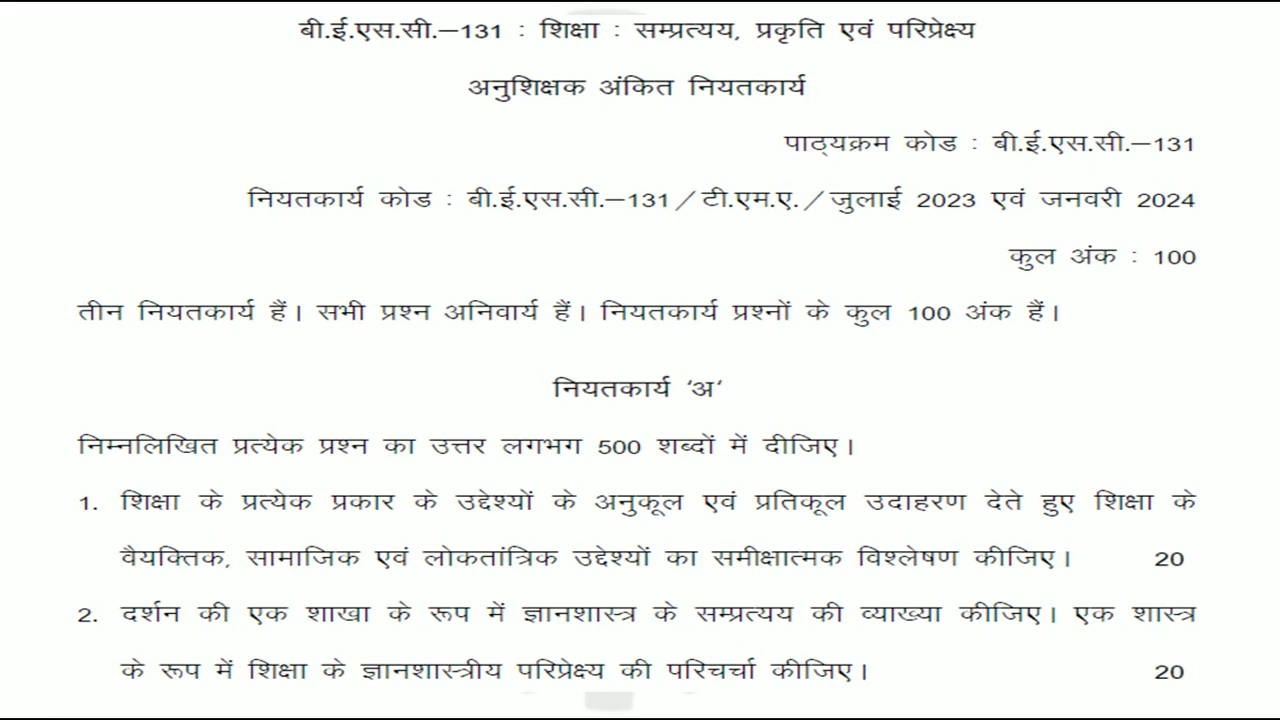 बी.ई.एस.सी.–131 : शिक्षा : सम्प्रत्यय, प्रकृति एवं परिप्रेक्ष्य
अनुशिक्षक अंकित नियतकार्य
पाठ्यक्रम कोड : बी.ई.एस.सी.–131
नियतकार्य कोड : बी.ई.एस.सी.–131/टी.एम.ए./जुलाई 2023 एवं जनवरी 2024
कुल अंक : 100
तीन नियतकार्य हैं। सभी प्रश्न अनिवार्य हैं। नियतकार्य प्रश्नों के कुल 100 अंक हैं।
नियतकार्य ‘अ‘
निम्नलिखित प्रत्येक प्रश्न का उत्तर लगभग 500 शब्दों में दीजिए।
1. शिक्षा के प्रत्येक प्रकार के उद्देश्यों के अनुकूल एवं प्रतिकूल उदाहरण देते हुए शिक्षा के
वैयक्तिक, सामाजिक एवं लोकतांत्रिक उद्देश्यों का समीक्षात्मक विश्लेषण कीजिए। 20
2. दर्शन की एक शाखा के रूप में ज्ञानशास्त्र के सम्प्रत्यय की व्याख्या कीजिए। एक शास्त्र
के रूप में शिक्षा के ज्ञानशास्त्रीय परिप्रेक्ष्य की परिचर्चा कीजिए। 20